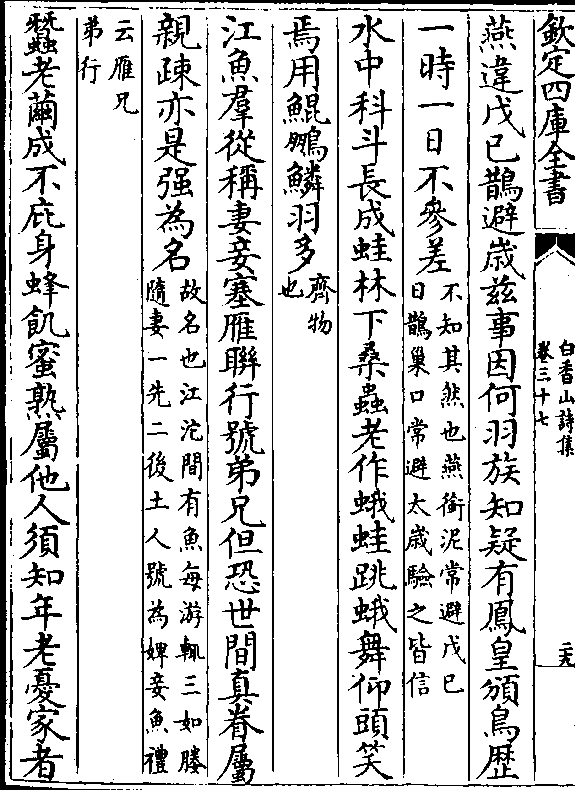 欽定四庫全書
白香山詩集
卷三十七
二九
燕違戊巳鵲避歳兹事因何羽族知疑有鳳皇頒鳥歴
一時一日不參差
不知其然也燕銜泥常避戊巳
日鵲巢口常避太歳驗之皆信
水中科斗長成蛙林下桑蟲老作蛾蛙跳蛾舞仰頭笑
焉用鯤鵬鱗羽多
齊物
也
江魚羣從稱妻妾塞雁聯行號弟兄但恐世間真眷屬
親疎亦是强為名
故名也江沱間有魚每游輒三如媵
隨妻一先二後土人號為婢妾魚禮
云雁兄
弟行
蠶老繭成不庇身蜂飢蜜熟屬他人須知年老憂家者